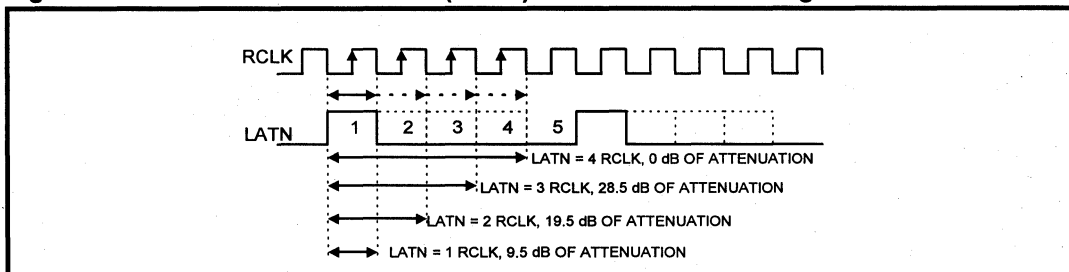 RCLK
LATN 1 2 3 4 5
LATN = 4 RCLK, 0 dB OF ATTENUATION
LATN = 3 RCLK, 28.5 dB OF ATTENUATION
LATN = 2 RCLK, 19.5 dB OF ATTENUATION
LATN = 1 RCLK, 9.5 dB OF ATTENUATION